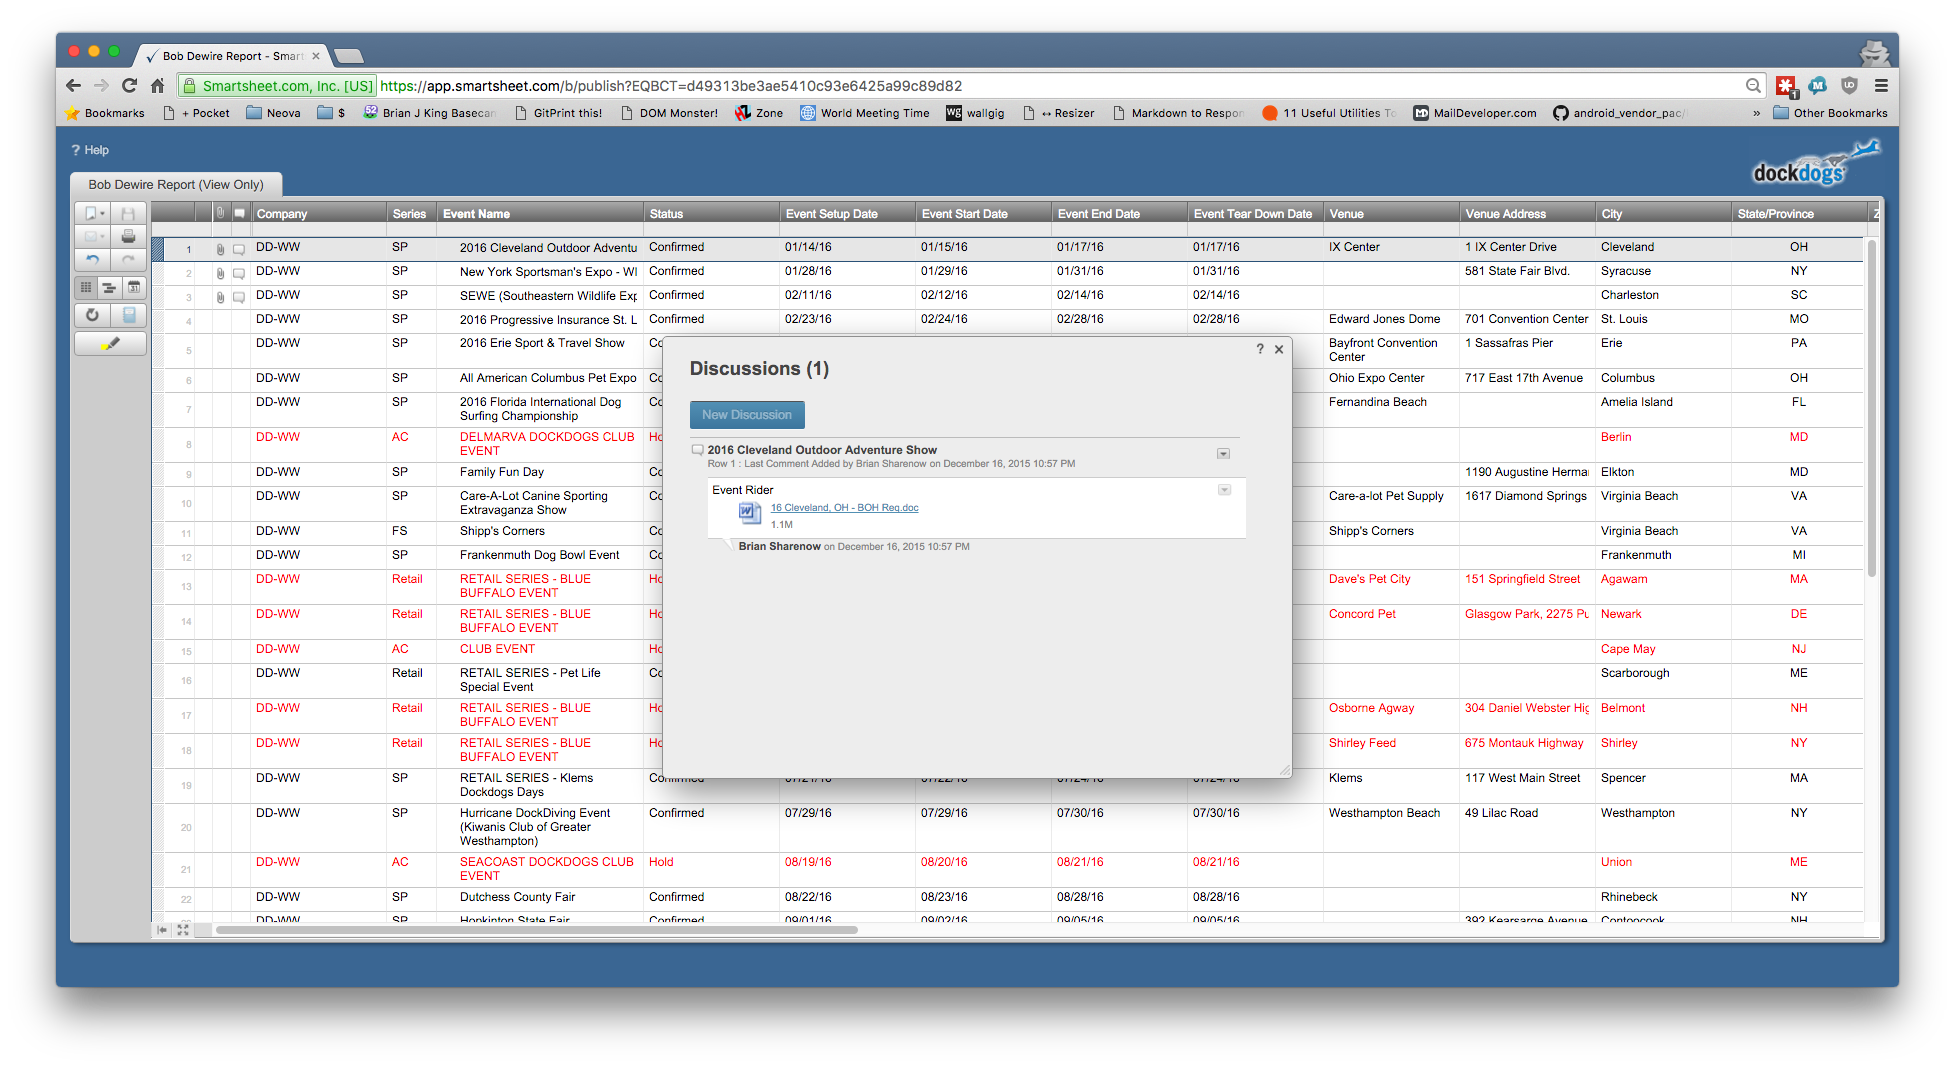 Bob Dewire Report - Smart
Smartsheet.com, Inc. [US] https://app.smartsheet.com/b/publish?EQBCT=d49313be3ae5410c93e6425a99c89d82
Bookmarks + Pocket Neova $ Brian J King Basecam GitPrint this! DOM Monster! Zone World Meeting Time wallgig ↔ Resizer Markdown to Respon 11 Useful Utilities To MailDeveloper.com android_vendor_pac/ » Other Bookmarks
? Help
dockdogs
Bob Dewire Report (View Only)
Company Series Event Name Status Event Setup Date Event Start Date Event End Date Event Tear Down Date Venue Venue Address City State/Province Z
1 DD-WW SP 2016 Cleveland Outdoor Adventu Confirmed 01/14/16 01/15/16 01/17/16 01/17/16 IX Center 1 IX Center Drive Cleveland OH
2 DD-WW SP New York Sportsman's Expo - WI Confirmed 01/28/16 01/29/16 01/31/16 01/31/16 581 State Fair Blvd. Syracuse NY
3 DD-WW SP SEWE (Southeastern Wildlife Exp Confirmed 02/11/16 02/12/16 02/14/16 02/14/16 Charleston SC
4 DD-WW SP 2016 Progressive Insurance St. L Confirmed 02/23/16 02/24/16 02/28/16 02/28/16 Edward Jones Dome 701 Convention Center St. Louis MO
5 DD-WW SP 2016 Erie Sport & Travel Show Co Bayfront Convention 1 Sassafras Pier Erie PA
Center
6 DD-WW SP All American Columbus Pet Expo Co Ohio Expo Center 717 East 17th Avenue Columbus OH
7 DD-WW SP 2016 Florida International Dog Co Fernandina Beach Amelia Island FL
Surfing Championship
8 DD-WW AC DELMARVA DOCKDOGS CLUB Ho Berlin MD
EVENT
9 DD-WW SP Family Fun Day Co 1190 Augustine Herma Elkton MD
10 DD-WW SP Care-A-Lot Canine Sporting Co Care-a-lot Pet Supply 1617 Diamond Springs Virginia Beach VA
Extravaganza Show
11 DD-WW FS Shipp's Corners Co Shipp's Corners Virginia Beach VA
12 DD-WW SP Frankenmuth Dog Bowl Event Co Frankenmuth MI
13 DD-WW Retail RETAIL SERIES - BLUE Ho Dave's Pet City 151 Springfield Street Agawam MA
BUFFALO EVENT
14 DD-WW Retail RETAIL SERIES - BLUE Ho Concord Pet Glasgow Park, 2275 Pu Newark DE
BUFFALO EVENT
15 DD-WW AC CLUB EVENT Ho Cape May NJ
16 DD-WW Retail RETAIL SERIES - Pet Life Co Scarborough ME
Special Event
17 DD-WW Retail RETAIL SERIES - BLUE Ho Osborne Agway 304 Daniel Webster Hig Belmont NH
BUFFALO EVENT
18 DD-WW Retail RETAIL SERIES - BLUE Ho Shirley Feed 675 Montauk Highway Shirley NY
BUFFALO EVENT
19 DD-WW SP RETAIL SERIES - Klems Confirmed 07/21/16 07/22/16 07/24/16 07/24/16 Klems 117 West Main Street Spencer MA
Dockdogs Days
20 DD-WW SP Hurricane DockDiving Event Confirmed 07/29/16 07/29/16 07/30/16 07/30/16 Westhampton Beach 49 Lilac Road Westhampton NY
(Kiwanis Club of Greater
Westhampton)
21 DD-WW AC SEACOAST DOCKDOGS CLUB Hold 08/19/16 08/20/16 08/21/16 08/21/16 Union ME
EVENT
22 DD-WW SP Dutchess County Fair Confirmed 08/22/16 08/23/16 08/28/16 08/28/16 Rhinebeck NY
DD-WW SP Hopkinton State Fair Confirmed 09/01/16 09/02/16 09/05/16 09/05/16 392 Kearsarge Avenue Contoocook NH
? ×
Discussions (1)
New Discussion
2016 Cleveland Outdoor Adventure Show
Row 1 : Last Comment Added by Brian Sharenow on December 16, 2015 10:57 PM
Event Rider
16 Cleveland, OH - BOH Req.doc
1.1M
Brian Sharenow on December 16, 2015 10:57 PM